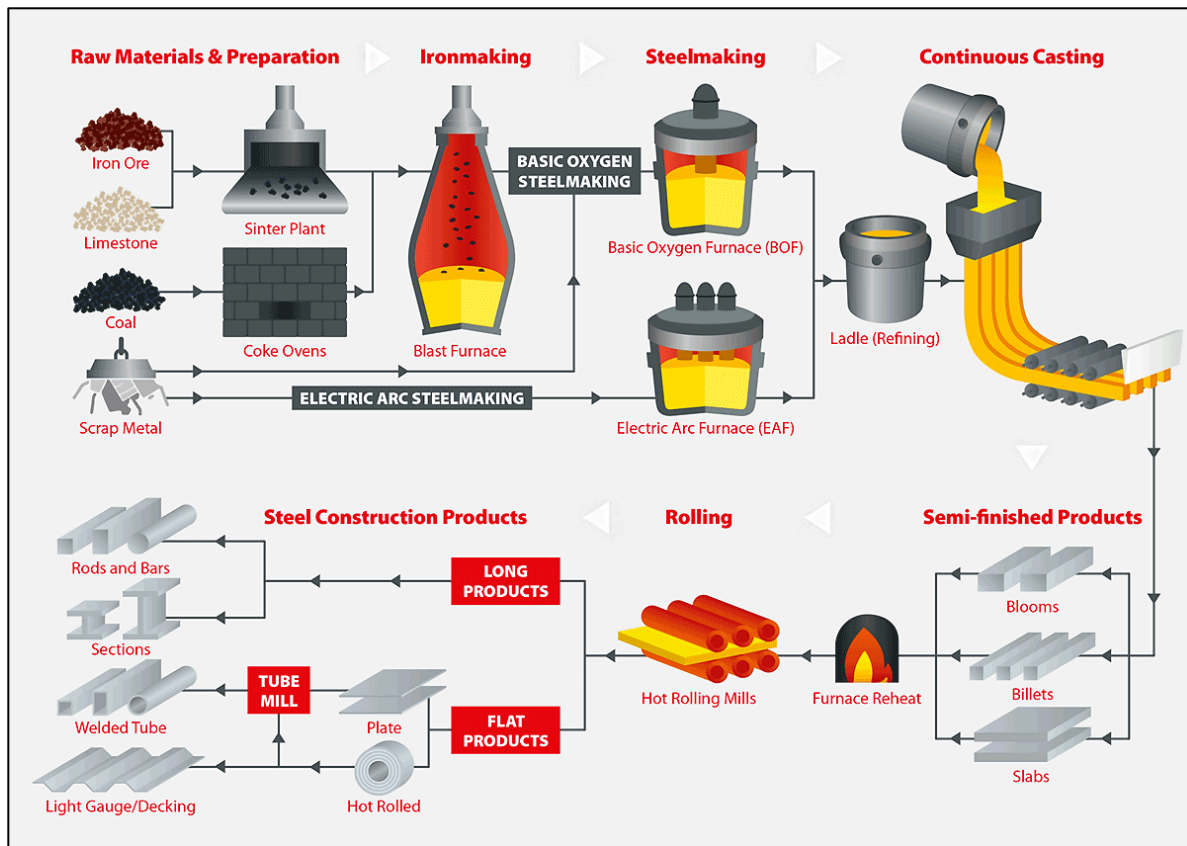 Raw Materials & Preparation
Ironmaking
Steelmaking
Continuous Casting
Iron Ore
Limestone
Coal
Scrap Metal
Sinter Plant
Coke Ovens
Blast Furnace
BASIC OXYGEN
STEELMAKING
ELECTRIC ARC STEELMAKING
Basic Oxygen Furnace (BOF)
Electric Arc Furnace (EAF)
Ladle (Refining)
Steel Construction Products
Rolling
Semi-finished Products
Rods and Bars
Sections
Welded Tube
Light Gauge/Decking
TUBE
MILL
Plate
Hot Rolled
LONG
PRODUCTS
FLAT
PRODUCTS
Hot Rolling Mills
Furnace Reheat
Blooms
Billets
Slabs